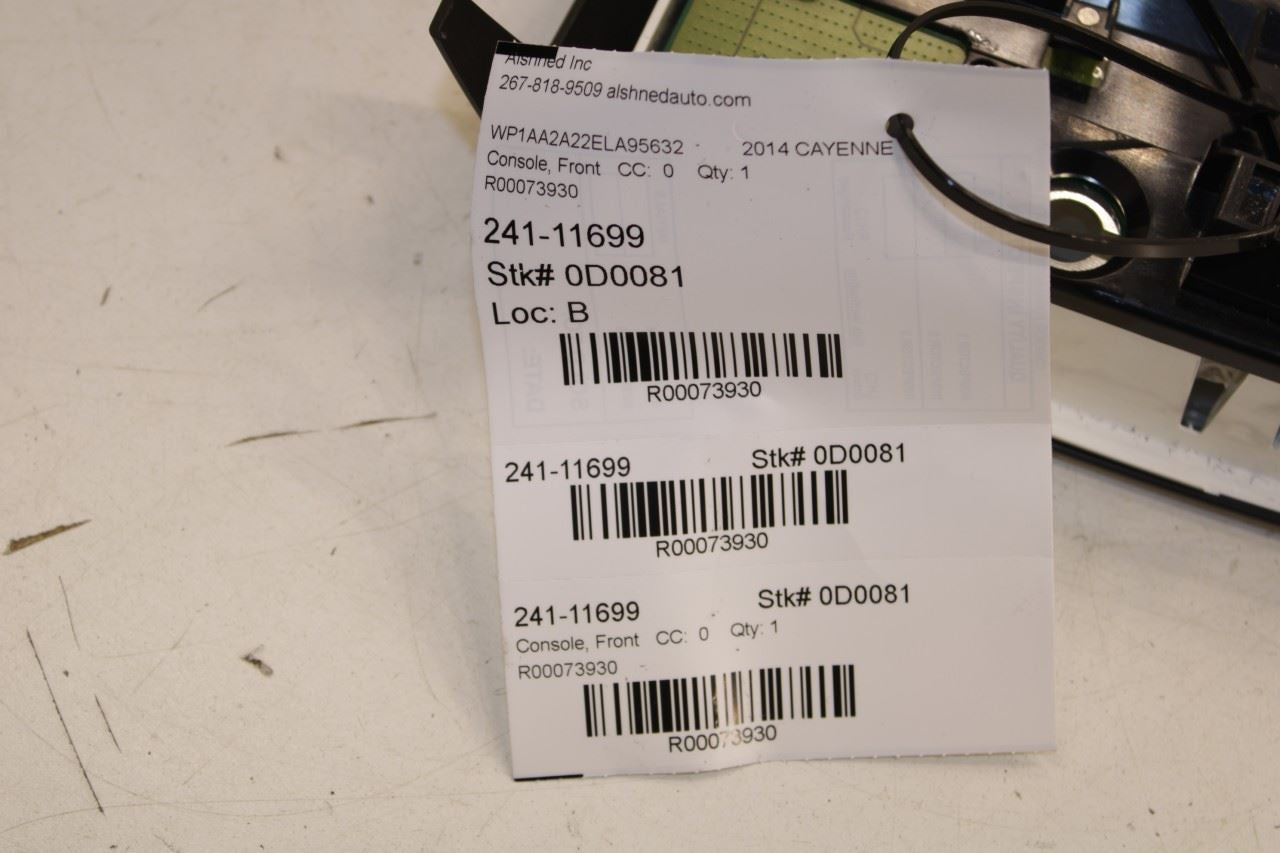 Alshned Inc
267-818-9509 alshnedauto.com
WP1AA2A22ELA95632 - 2014 CAYENNE
Console, Front CC: 0 Qty: 1
R00073930
241-11699
Stk# 0D0081
Loc: B
R00073930
241-11699 Stk# 0D0081
R00073930
241-11699 Stk# 0D0081
Console, Front CC: 0 Qty: 1
R00073930 -
R00073930